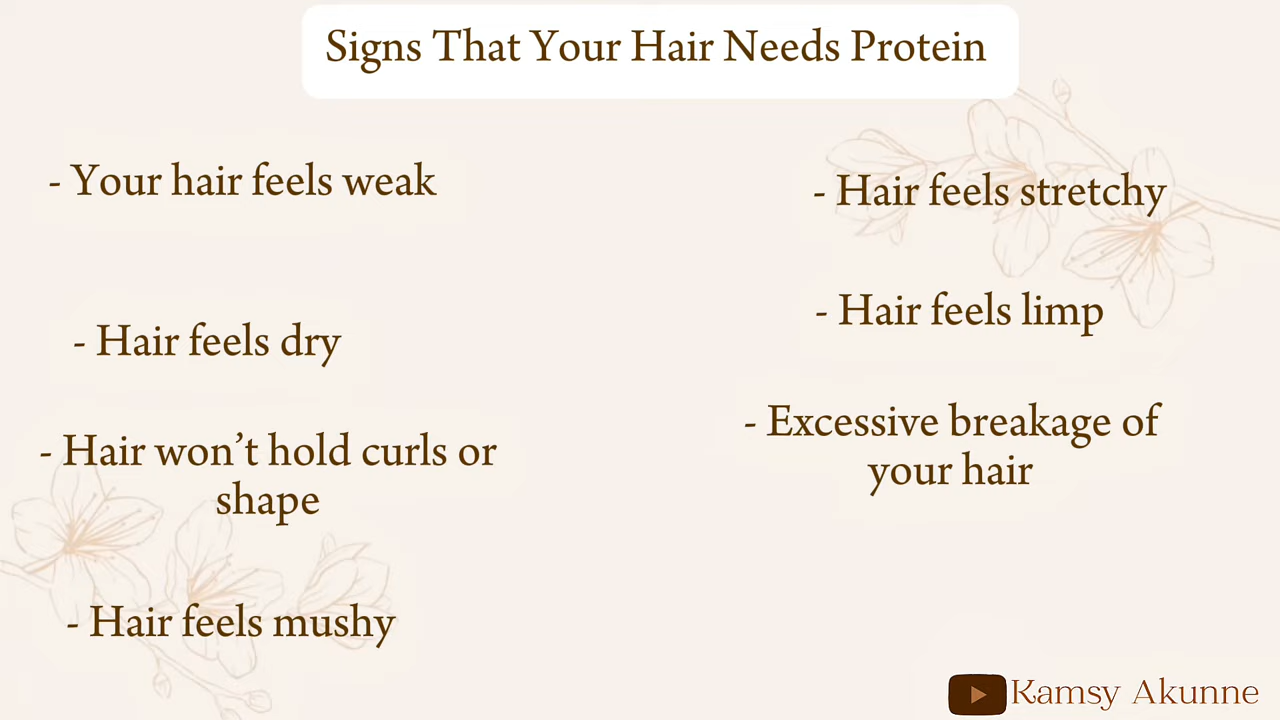 Signs That Your Hair Needs Protein
- Your hair feels weak
- Hair feels dry
- Hair won’t hold curls or
shape
- Hair feels mushy
- Hair feels stretchy
- Hair feels limp
- Excessive breakage of
your hair
Kamsy Akunne